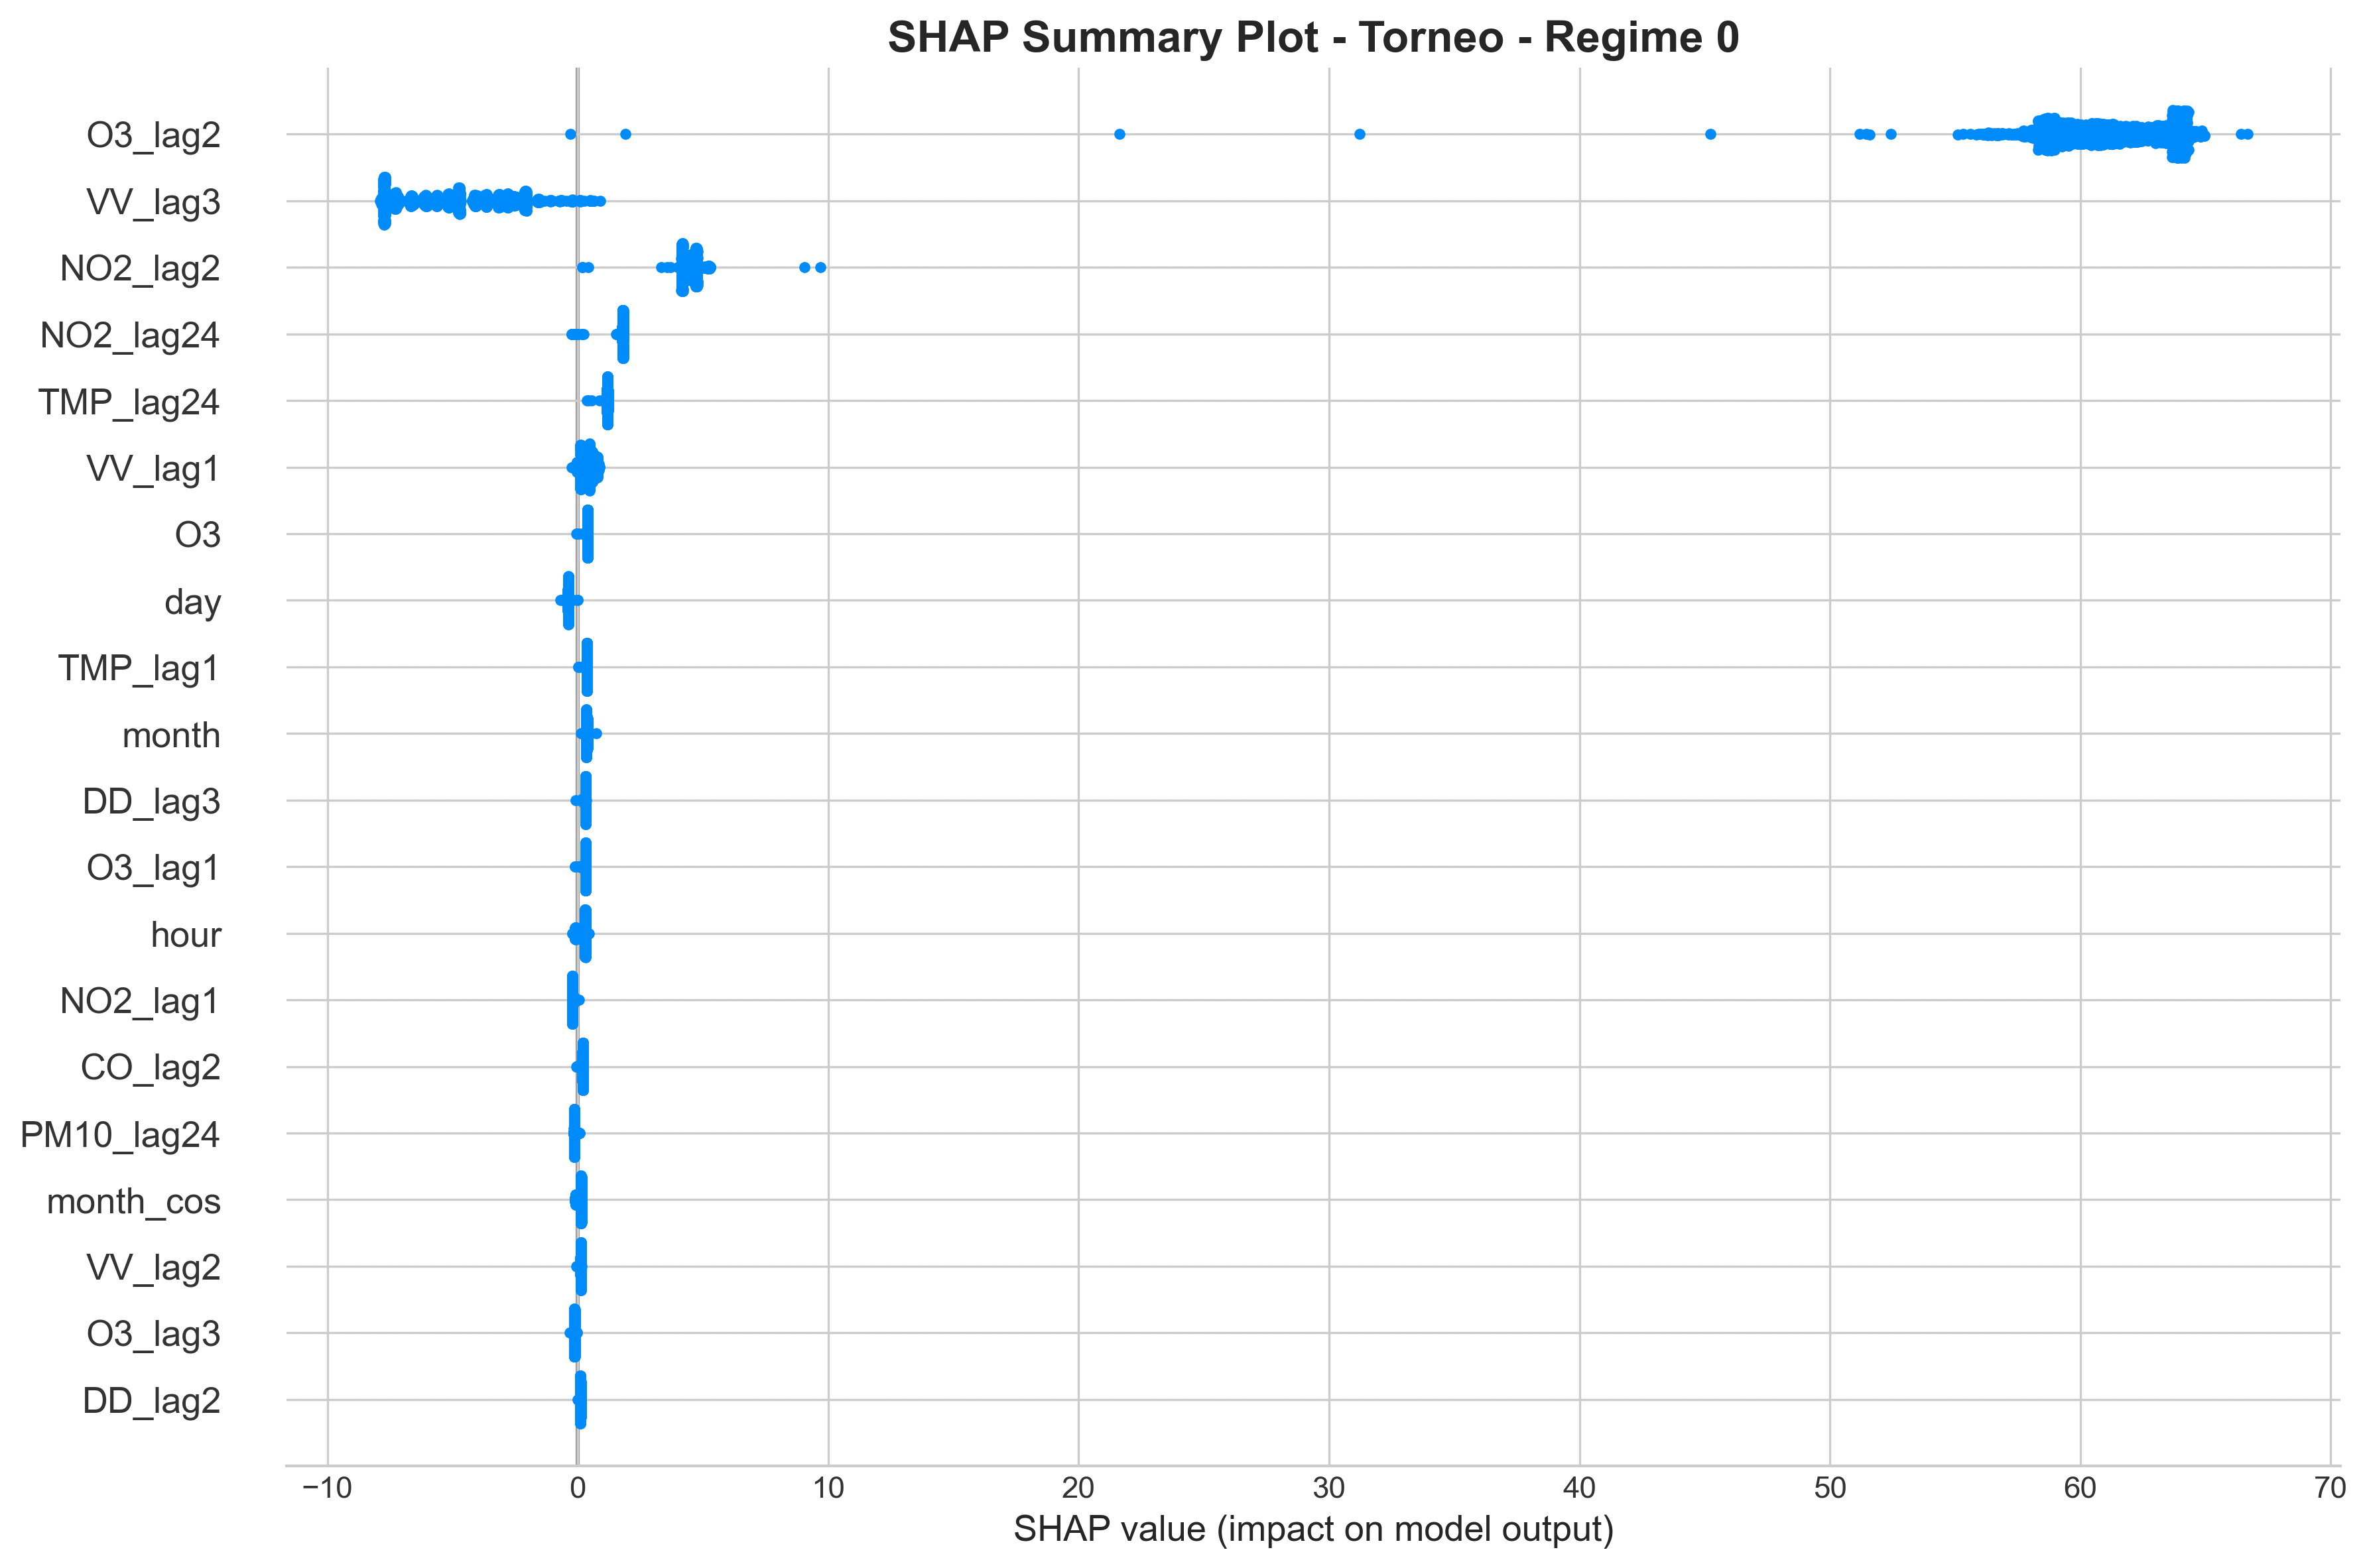 SHAP Summary Plot - Torneo - Regime 0
O3_lag2
VV_lag3
NO2_lag2
NO2_lag24
TMP_lag24
VV_lag1
O3
day
TMP_lag1
month
DD_lag3
O3_lag1
hour
NO2_lag1
CO_lag2
PM10_lag24
month_cos
VV_lag2
O3_lag3
DD_lag2
−10 0 10 20 30 40 50 60 70
SHAP value (impact on model output)